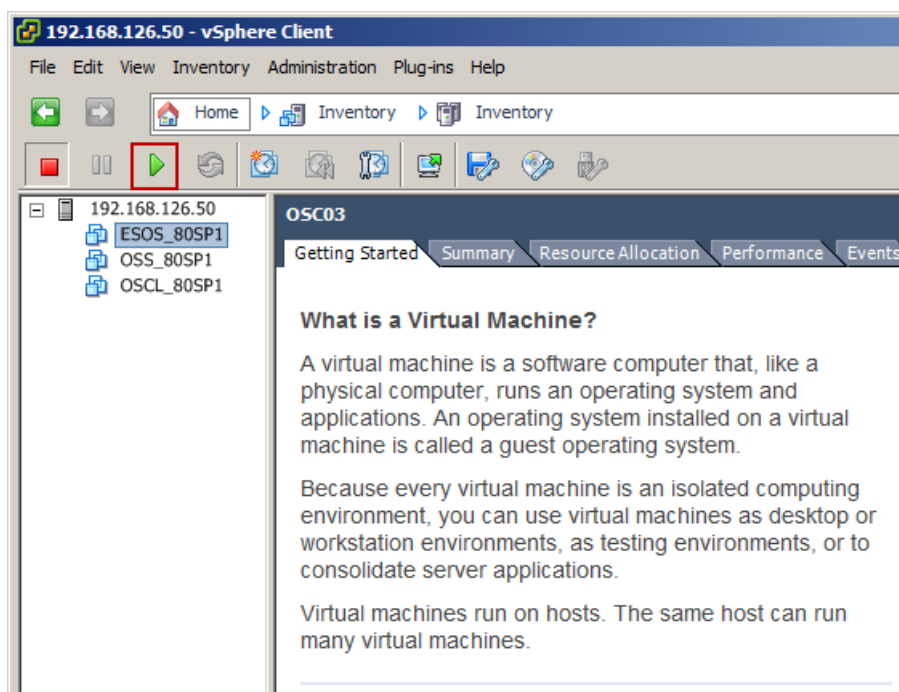 192.168.126.50 - vSphere Client
File Edit View Inventory Administration Plug-ins Help
Home Inventory Inventory
192.168.126.50
ESOS_80SP1
OSS_80SP1
OSCL_80SP1
OSC03
Getting Started Summary Resource Allocation Performance Events
What is a Virtual Machine?
A virtual machine is a software computer that, like a
physical computer, runs an operating system and
applications. An operating system installed on a virtual
machine is called a guest operating system.
Because every virtual machine is an isolated computing
environment, you can use virtual machines as desktop or
workstation environments, as testing environments, or to
consolidate server applications.
Virtual machines run on hosts. The same host can run
many virtual machines.